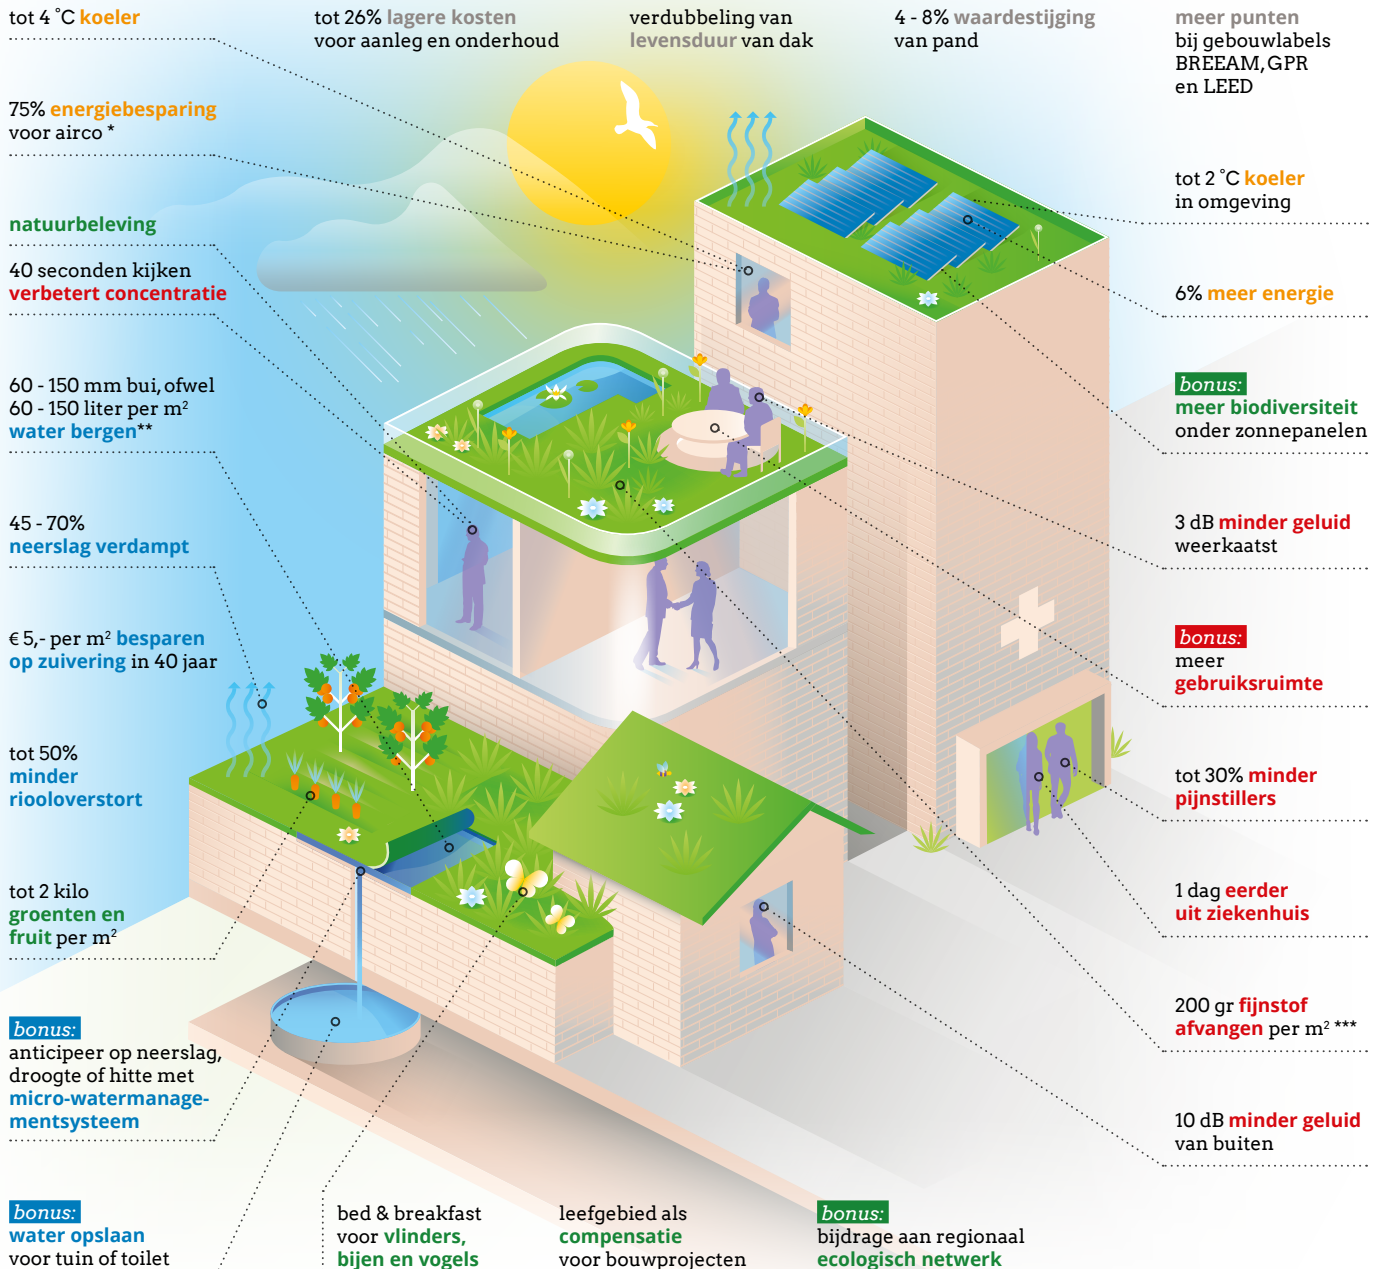 tot 4 °C koeler
tot 26% lagere kosten
voor aanleg en onderhoud
verdubbeling van
levensduur van dak
4 - 8% waardestijging
van pand
meer punten
bij gebouwlabels
BREEAM, GPR
en LEED
75% energiebesparing
voor airco *
natuurbeleving
40 seconden kijken
verbetert concentratie
60 - 150 mm bui, ofwel
60 - 150 liter per m²
water bergen**
45 - 70%
neerslag verdampt
€ 5,- per m² besparen
op zuivering in 40 jaar
tot 50%
minder
riooloverstort
tot 2 kilo
groenten en
fruit per m²
bonus:
anticipeer op neerslag,
droogte of hitte met
micro-watermanage-
mentsysteem
bonus:
water opslaan
voor tuin of toilet
bed & breakfast
voor vlinders,
bijen en vogels
leefgebied als
compensatie
voor bouwprojecten
bonus:
bijdrage aan regionaal
ecologisch netwerk
tot 2 °C koeler
in omgeving
6% meer energie
bonus:
meer biodiversiteit
onder zonnepanelen
3 dB minder geluid
weerkaatst
bonus:
meer
gebruiksruimte
tot 30% minder
pijnstillers
1 dag eerder
uit ziekenhuis
200 gr fijnstof
afvangen per m² ***
10 dB minder geluid
van buiten